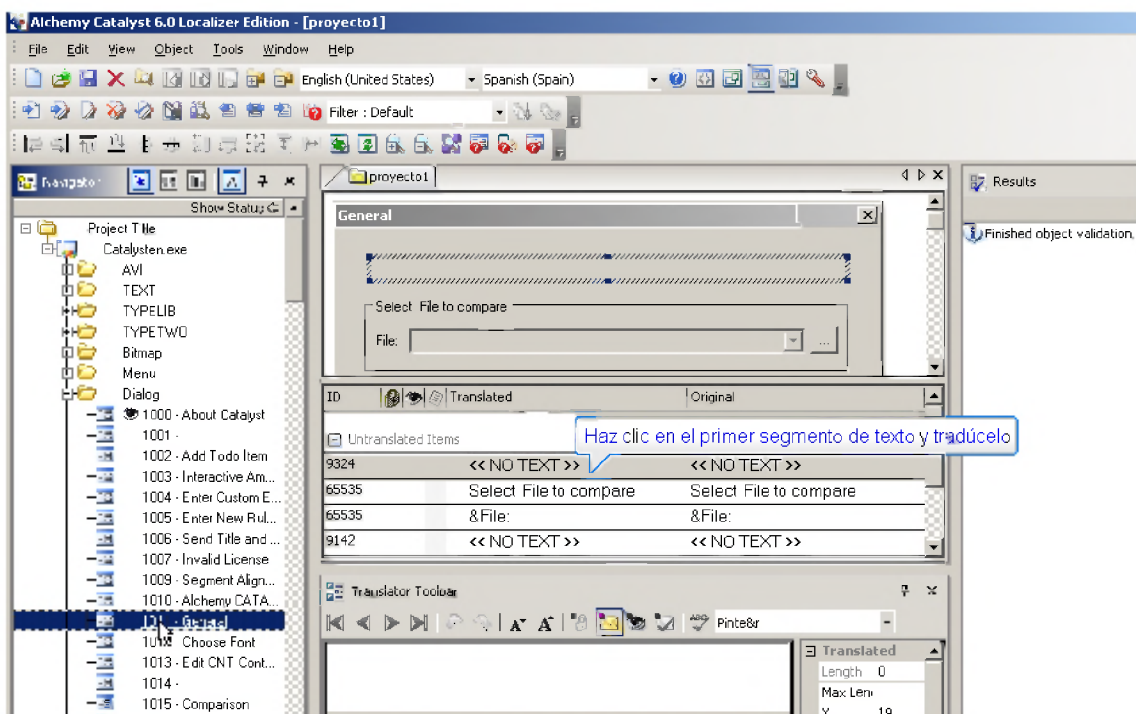 Alchemy Catalyst 6.0 Localizer Edition - [proyecto1]
File Edit View Object Tools Window Help
English (United States) Spanish (Spain)
Filter : Default
Navigator
Show Status
Project Title
Catalysten.exe
AVI
TEXT
TYPELIB
TYPETWO
Bitmap
Menu
Dialog
1000 - About Catalyst
1001 -
1002 - Add Todo Item
1003 - Interactive Am...
1004 - Enter Custom E...
1005 - Enter New Rul...
1006 - Send Title and ...
1007 - Invalid License
1009 - Segment Align...
1010 - Alchemy CATA...
- General
Choose Font
1013 - Edit CNT Cont...
1014 -
1015 - Comparison
proyecto1
General
Select File to compare
File: ...
ID Translated Original
Untranslated Items
Haz clic en el primer segmento de texto y tradúcelo
9324 << NO TEXT >> << NO TEXT >>
65535 Select File to compare Select File to compare
65535 &File: &File:
9142 << NO TEXT >> << NO TEXT >>
Translator Toolbar
Pinte&r
Translated
Length 0
Max Len
X 19
Results
Finished object validation,